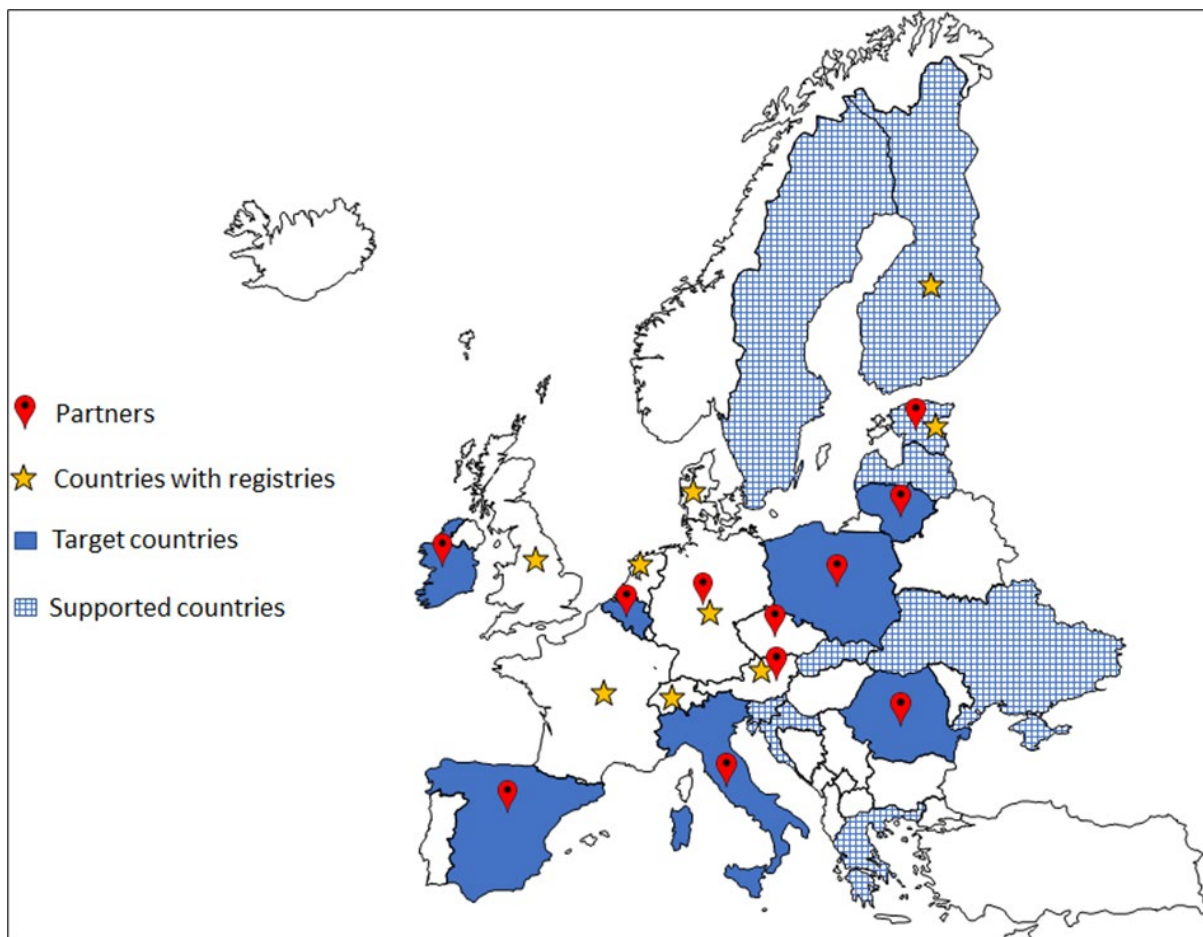 Partners
Countries with registries
Target countries
Supported countries